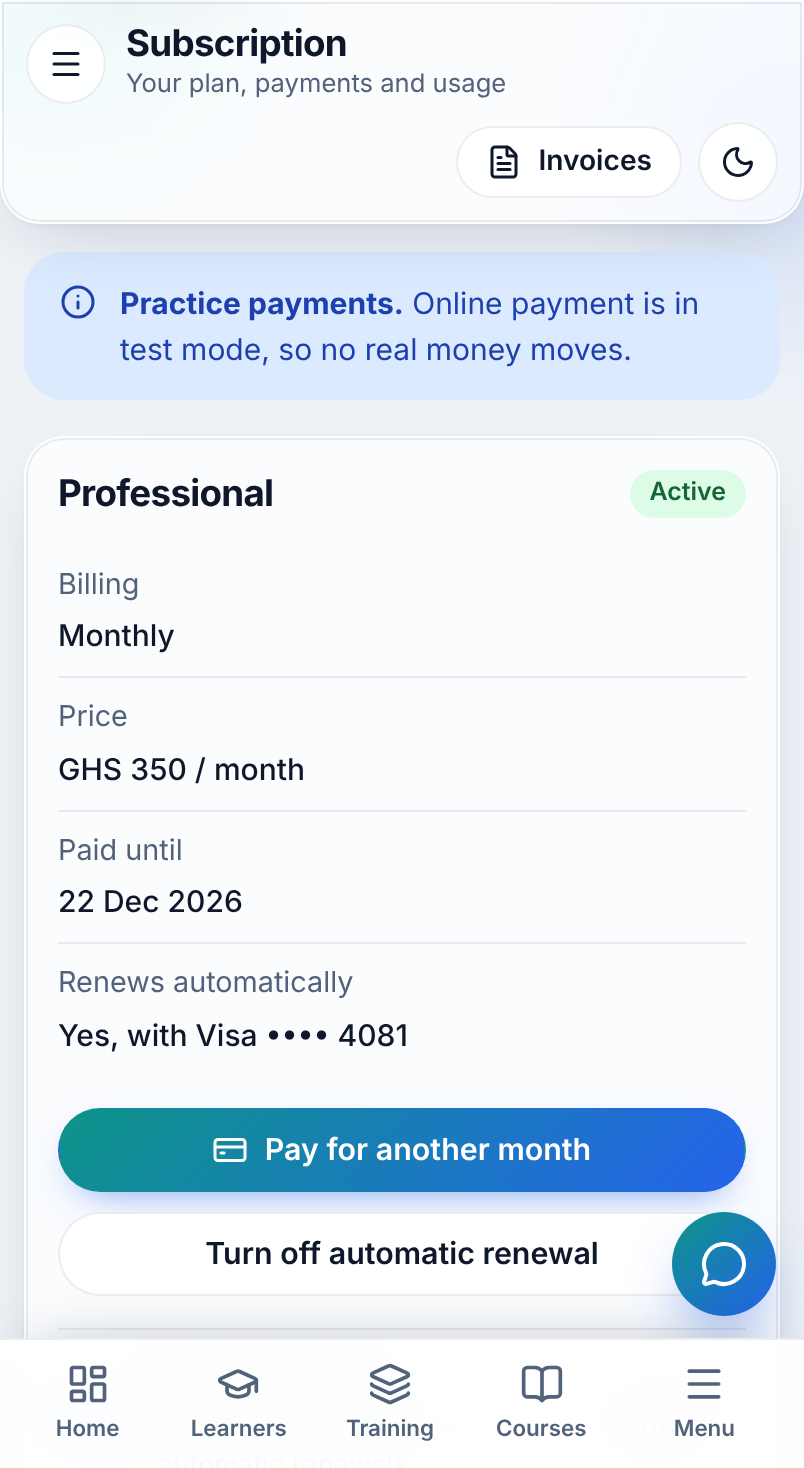 Subscription
Your plan, payments and usage
Invoices
Practice payments. Online payment is in
test mode, so no real money moves.
Professional
Active
Billing
Monthly
Price
GHS 350 / month
Paid until
22 Dec 2026
Renews automatically
Yes, with Visa •••• 4081
Pay for another month
Turn off automatic renewal
Home
Learners
Training
Courses
Menu
automatic renewals